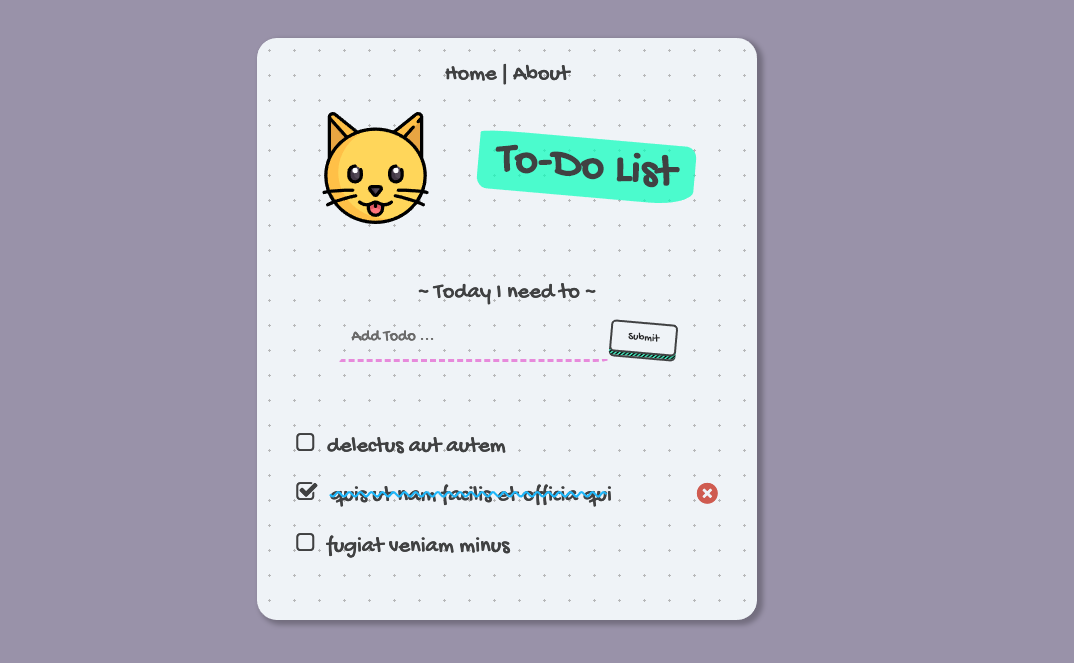 Home | About
To-Do List
~ Today I need to ~
Add Todo ...
Submit
delectus aut autem
quis ut nam facilis et officia qui
fugiat veniam minus